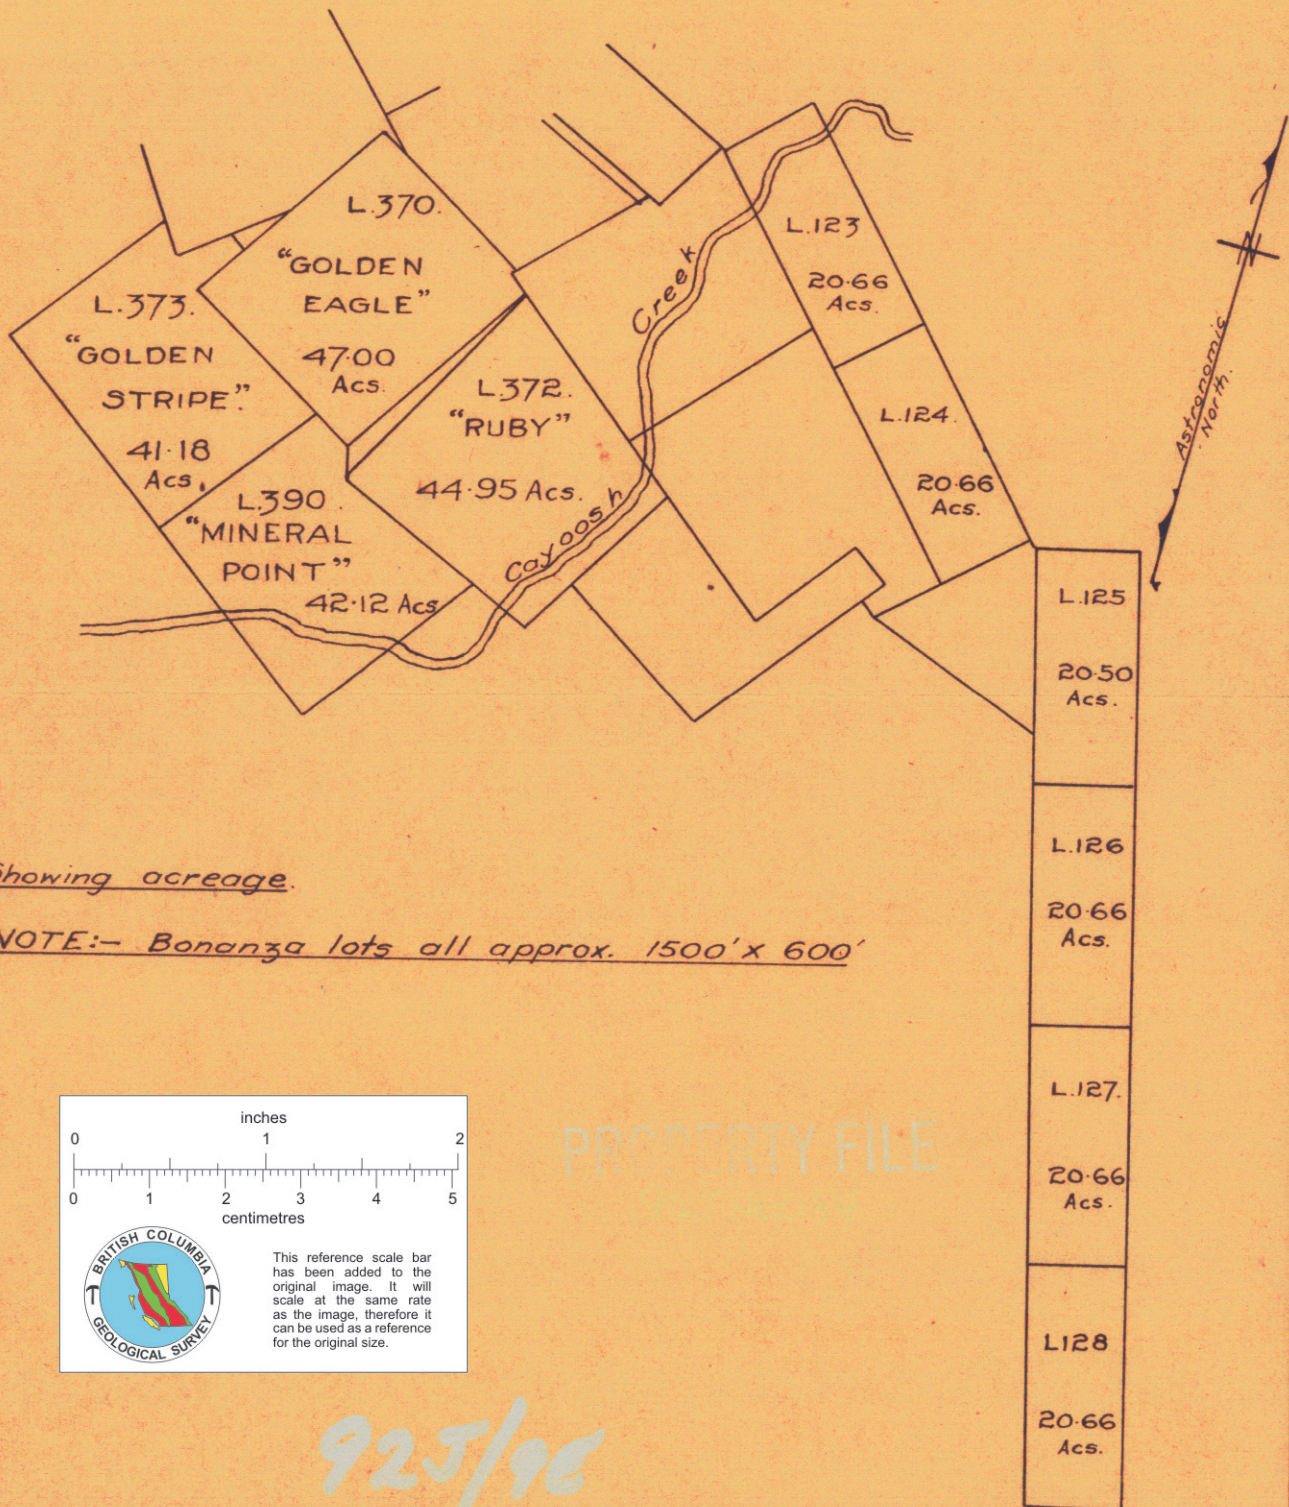 L.370.
"GOLDEN
EAGLE"
47.00
Acs.
L.373.
"GOLDEN
STRIPE".
41.18
Acs.
L.372.
"RUBY"
44.95 Acs.
L.390.
"MINERAL
POINT"
42.12 Acs
Cayoosh Creek
L.123
20.66
Acs.
L.124.
20.66
Acs.
Astronomic
North.
N
L.125
20.50
Acs.
L.126
20.66
Acs.
L.127.
20.66
Acs.
L128
20.66
Acs.
Showing acreage.
NOTE:- Bonanza lots all approx. 1500' x 600'
inches
0 1 2
0 1 2 3 4 5
centimetres
BRITISH COLUMBIA
GEOLOGICAL SURVEY
This reference scale bar
has been added to the
original image. It will
scale at the same rate
as the image, therefore it
can be used as a reference
for the original size.
PROPERTY FILE
92J/9E